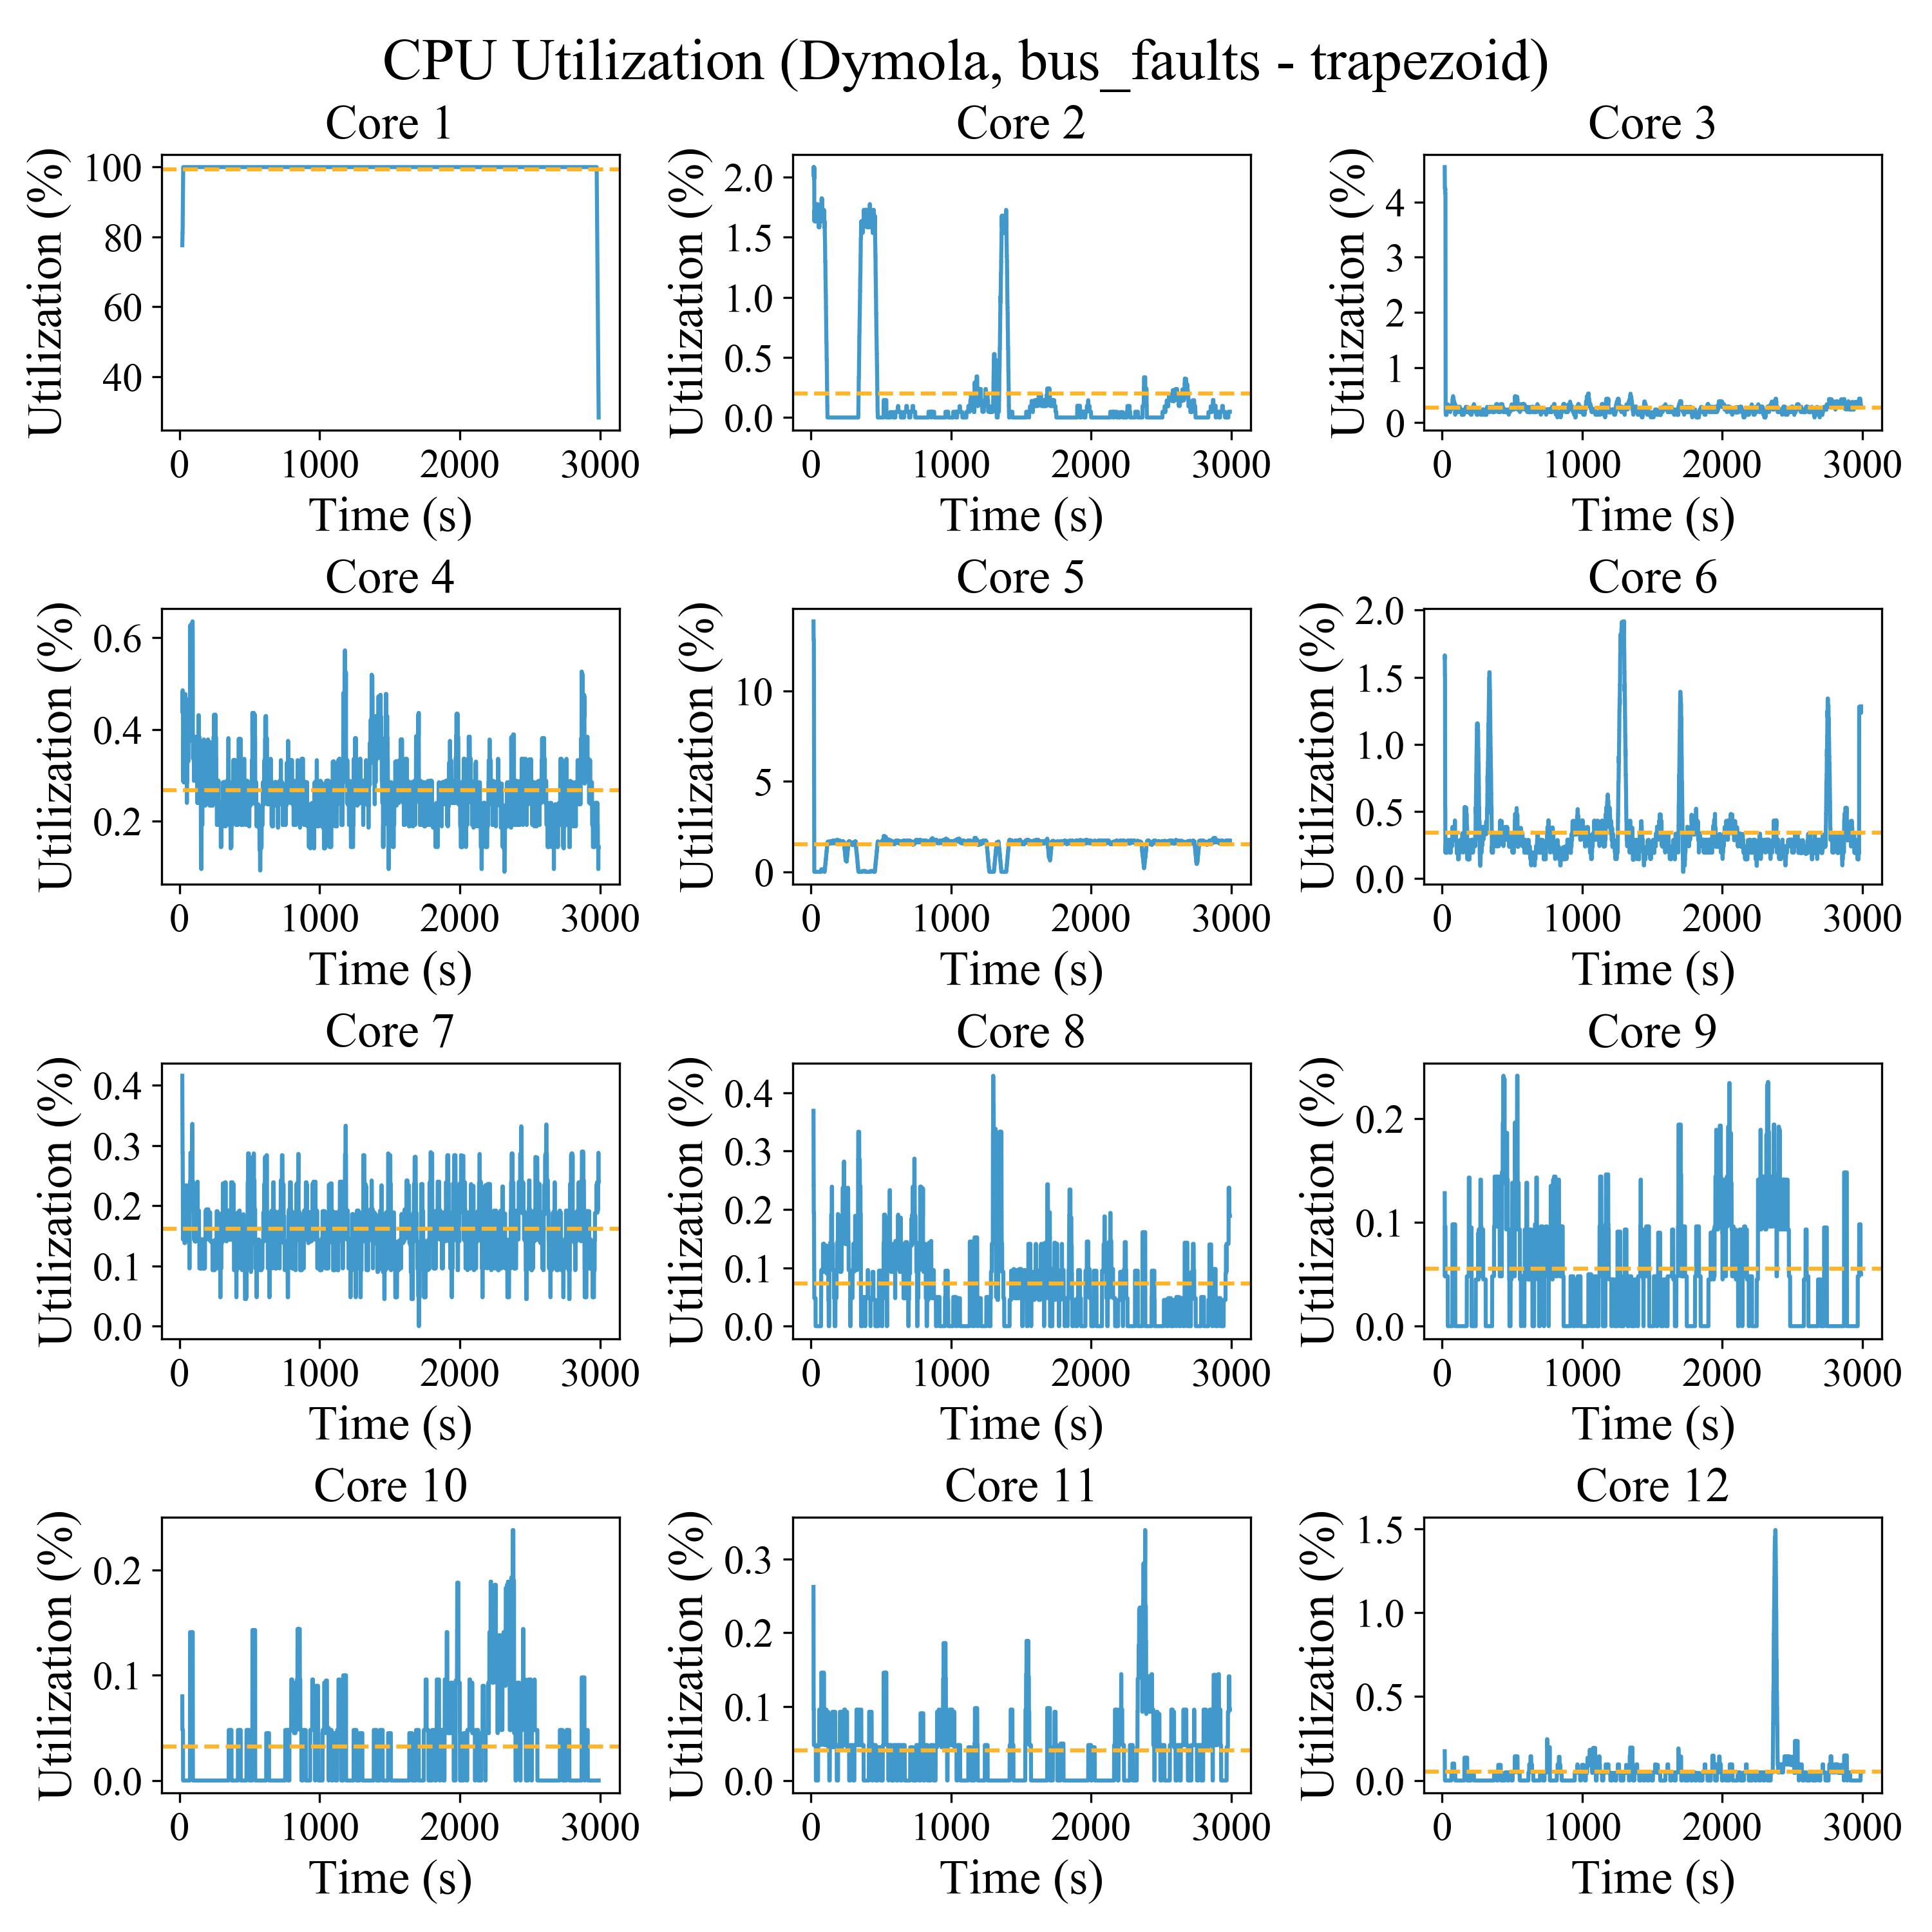 CPU Utilization (Dymola, bus_faults - trapezoid)
Core 1
Core 2
Core 3
Utilization (%)
100
80
60
40
0
1000
2000
3000
Time (s)
Utilization (%)
2.0
1.5
1.0
0.5
0.0
0
1000
2000
3000
Time (s)
Utilization (%)
4
3
2
1
0
0
1000
2000
3000
Time (s)
Core 4
Core 5
Core 6
Utilization (%)
0.6
0.4
0.2
0
1000
2000
3000
Time (s)
Utilization (%)
10
5
0
0
1000
2000
3000
Time (s)
Utilization (%)
2.0
1.5
1.0
0.5
0.0
0
1000
2000
3000
Time (s)
Core 7
Core 8
Core 9
Utilization (%)
0.4
0.3
0.2
0.1
0.0
0
1000
2000
3000
Time (s)
Utilization (%)
0.4
0.3
0.2
0.1
0.0
0
1000
2000
3000
Time (s)
Utilization (%)
0.2
0.1
0.0
0
1000
2000
3000
Time (s)
Core 10
Core 11
Core 12
Utilization (%)
0.2
0.1
0.0
0
1000
2000
3000
Time (s)
Utilization (%)
0.3
0.2
0.1
0.0
0
1000
2000
3000
Time (s)
Utilization (%)
1.5
1.0
0.5
0.0
0
1000
2000
3000
Time (s)